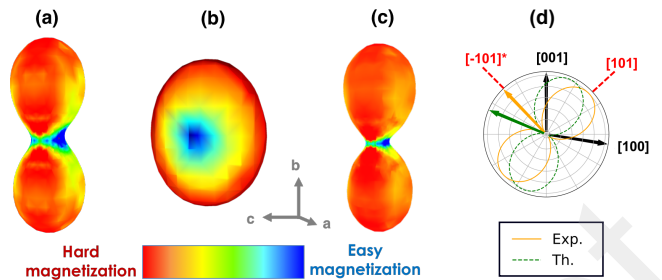 (a)
(b)
(c)
(d)
[-101]*
[001]
[101]
[100]
b
c
a
Hard
magnetization
Easy
magnetization
Exp.
Th.